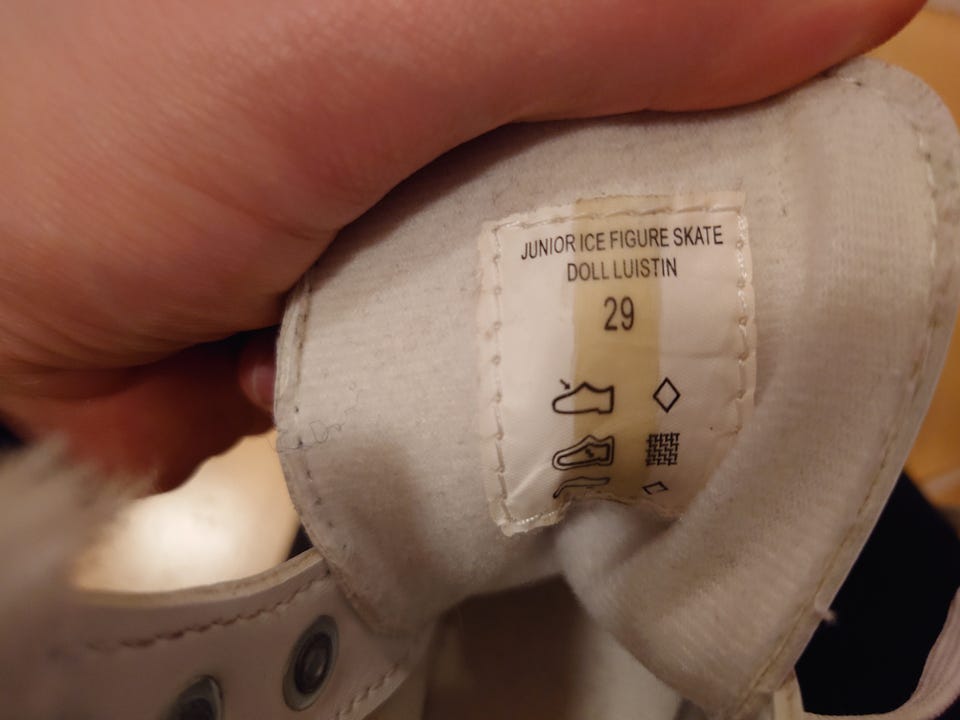 JUNIOR ICE FIGURE SKATE
DOLL LUISTIN
29